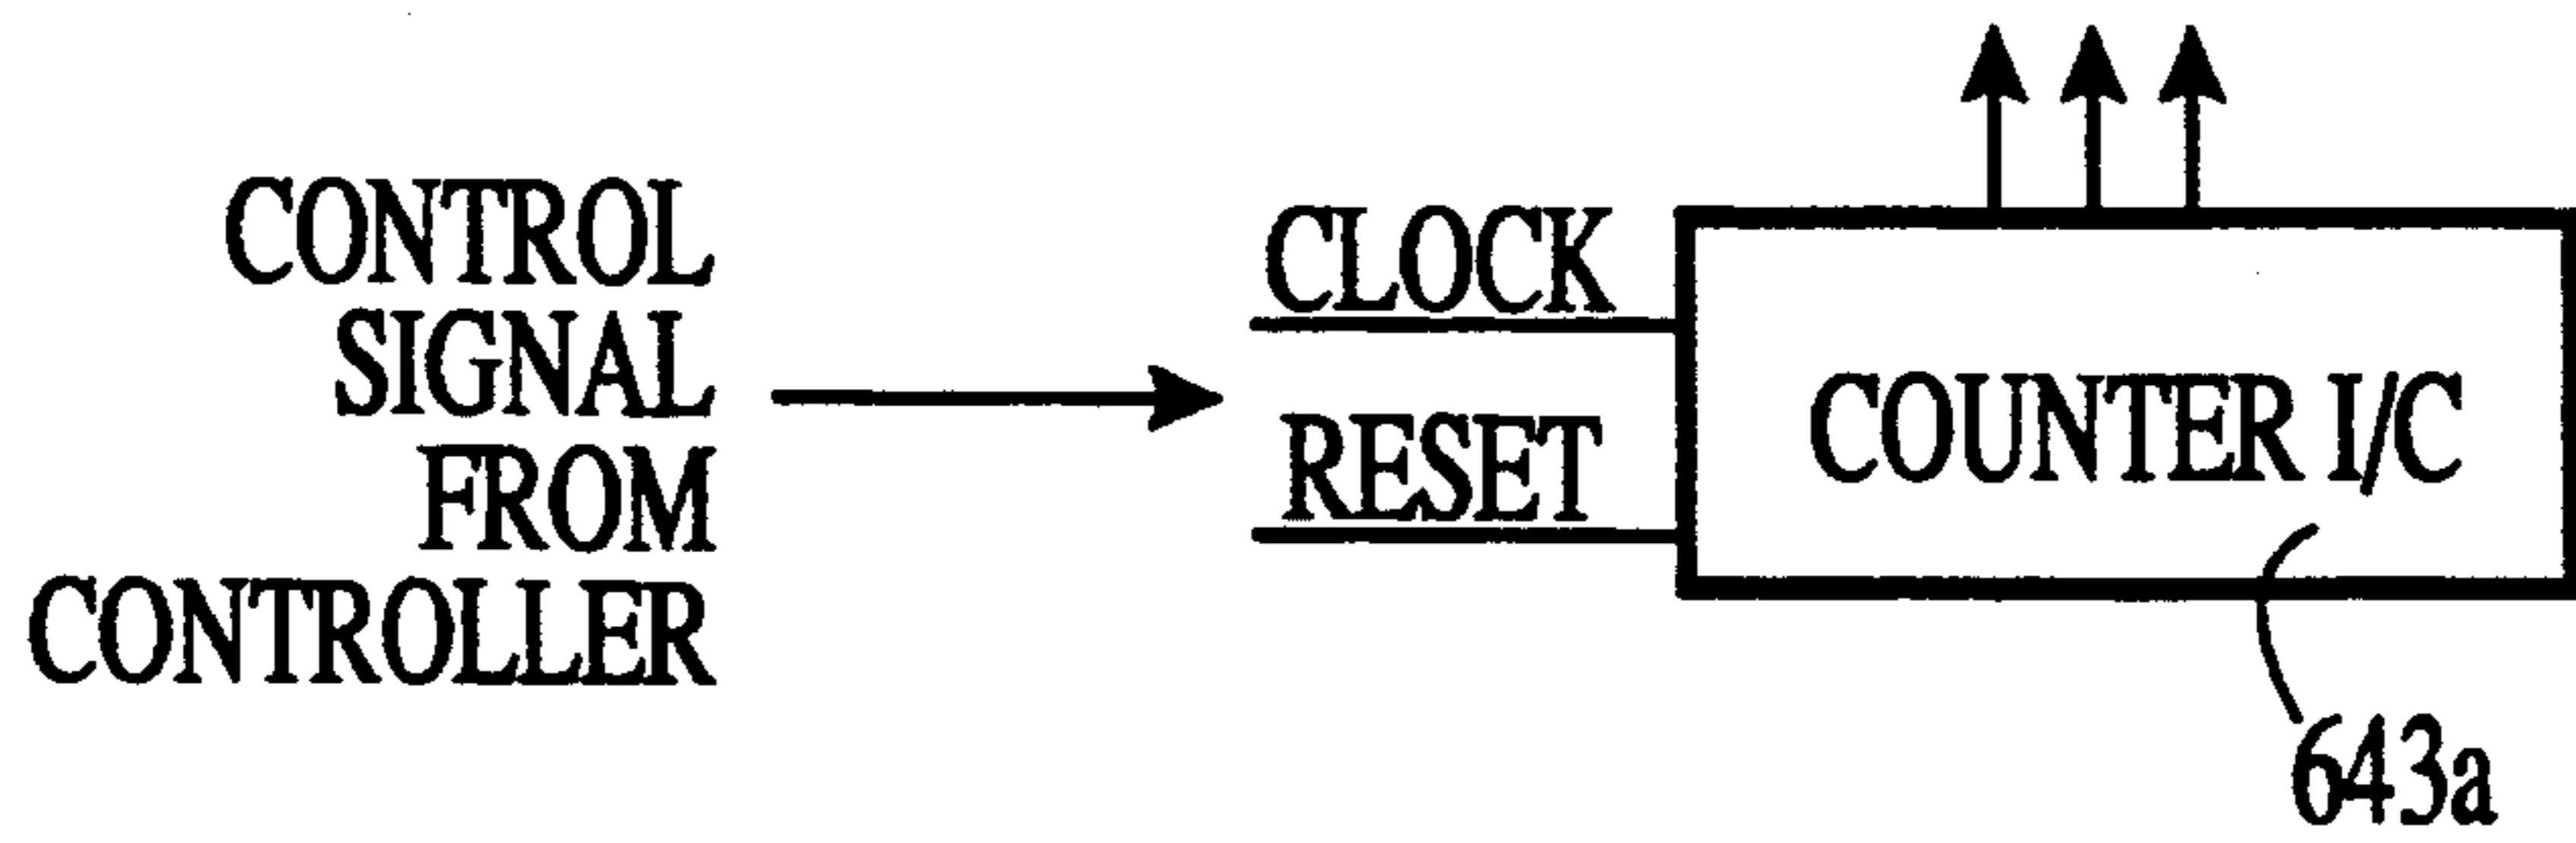 CONTROL
SIGNAL
FROM
CONTROLLER
CLOCK
RESET
COUNTER I/C
643a